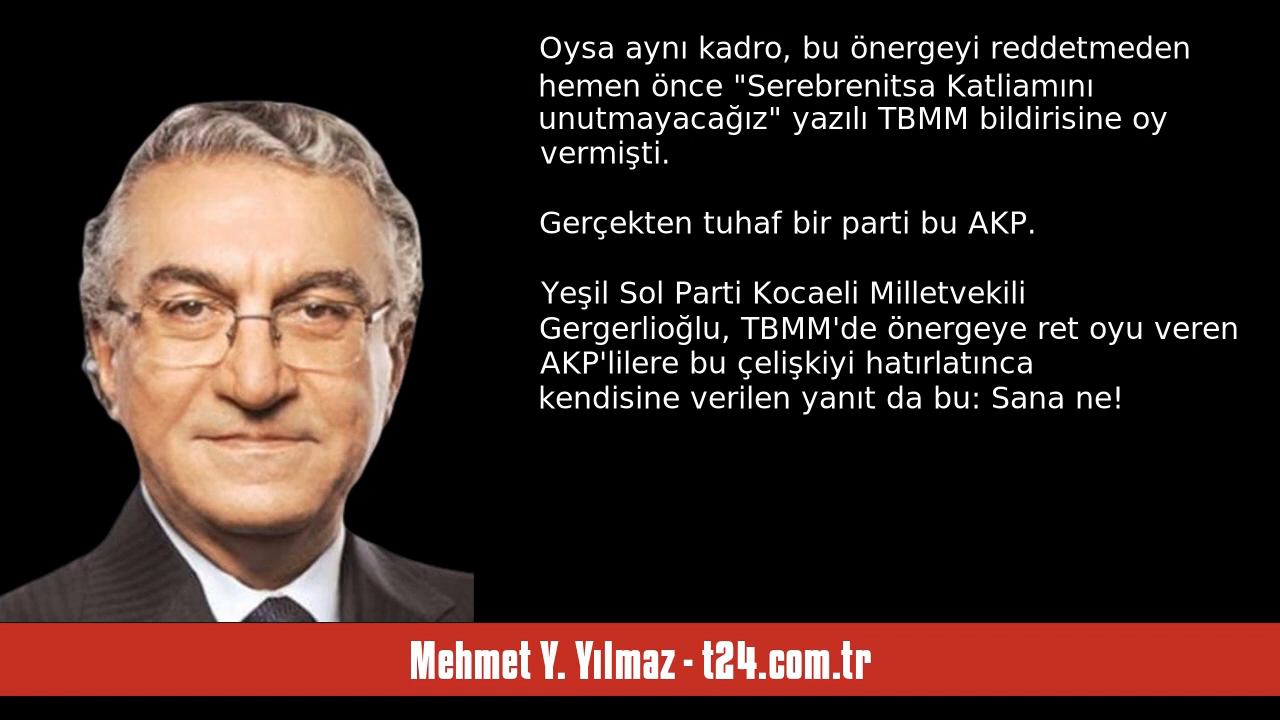 Oysa aynı kadro, bu önergeyi reddetmeden
hemen önce "Serebrenitsa Katliamını
unutmayacağız" yazılı TBMM bildirisine oy
vermişti.
Gerçekten tuhaf bir parti bu AKP.
Yeşil Sol Parti Kocaeli Milletvekili
Gergerlioğlu, TBMM'de önergeye ret oyu veren
AKP'lilere bu çelişkiyi hatırlatınca
kendisine verilen yanıt da bu: Sana ne!
Mehmet Y. Yılmaz - t24.com.tr